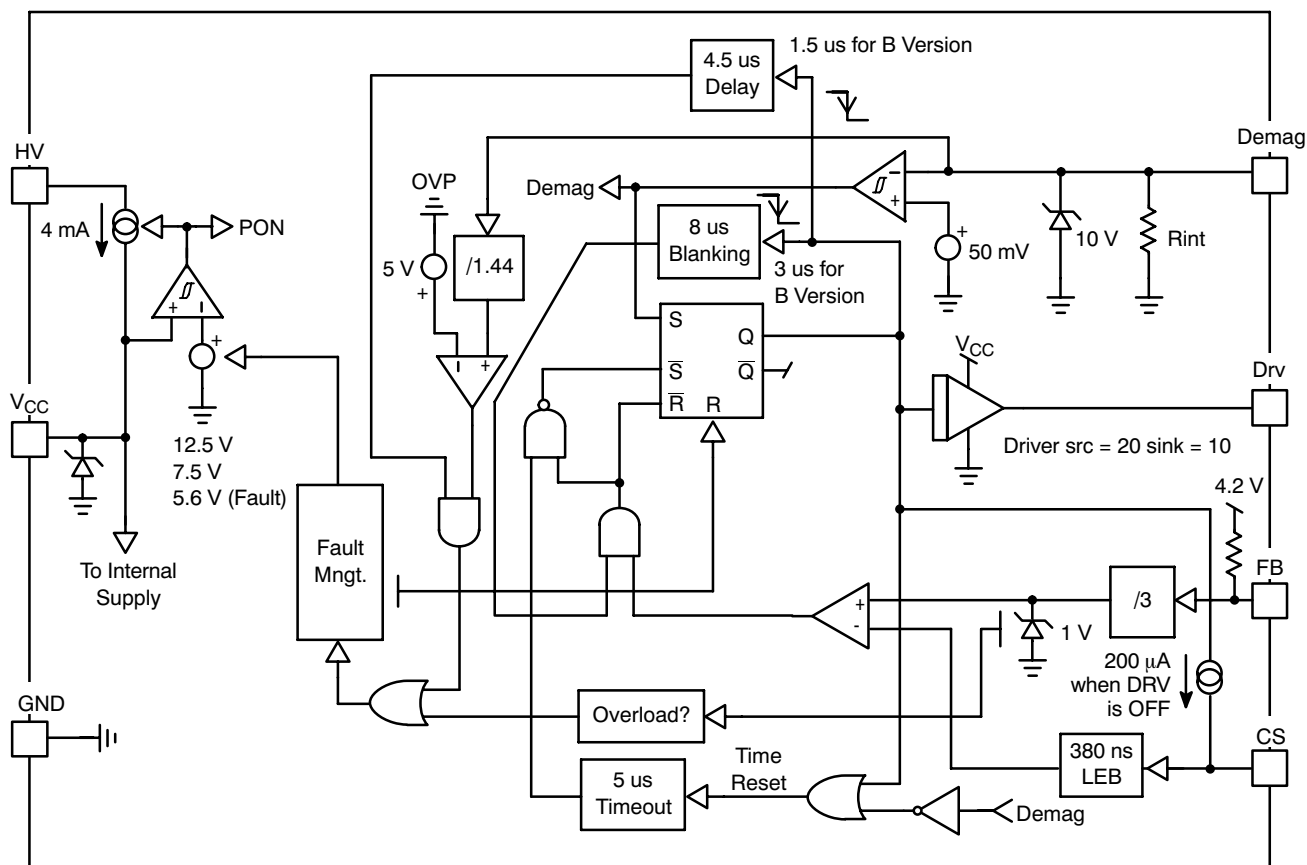 1.5 us for B Version
4.5 us
Delay
HV
Demag
OVP
Demag
4 mA
PON
8 us
Blanking
10 V
Rint
5 V
+
/1.44
+
50 mV
3 us for
B Version
+ −
+
− +
− +
S
Q
S
Q
R
R
VCC
Drv
VCC
12.5 V
7.5 V
5.6 V (Fault)
Driver src = 20 sink = 10
4.2 V
To Internal
Supply
Fault
Mngt.
FB
/3
+
-
1 V
200 μA
when DRV
is OFF
GND
Overload?
CS
380 ns
LEB
Time
Reset
5 us
Timeout
Demag